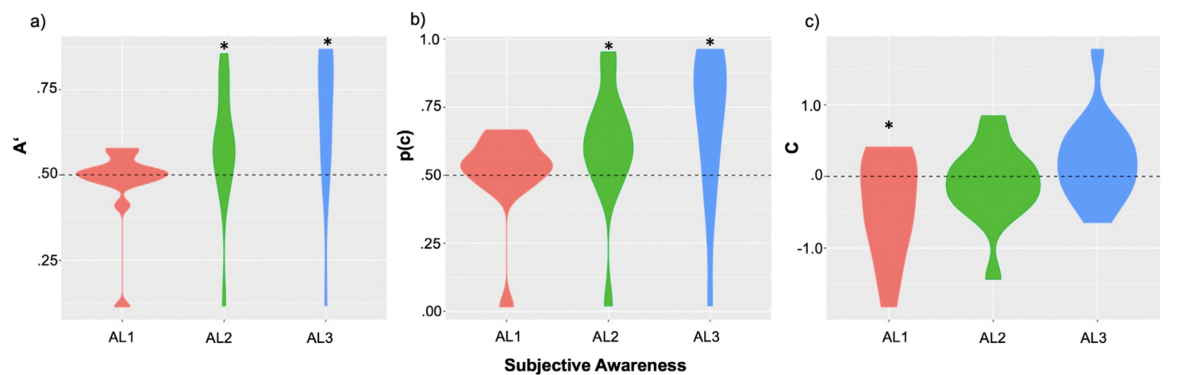 a)
*
*
.75
.50
.25
A‘
AL1
AL2
AL3
b)
*
*
1.0
.75
.50
.25
.00
p(c)
AL1
AL2
AL3
Subjective Awareness
c)
*
1.0
.0
-1.0
C
AL1
AL2
AL3